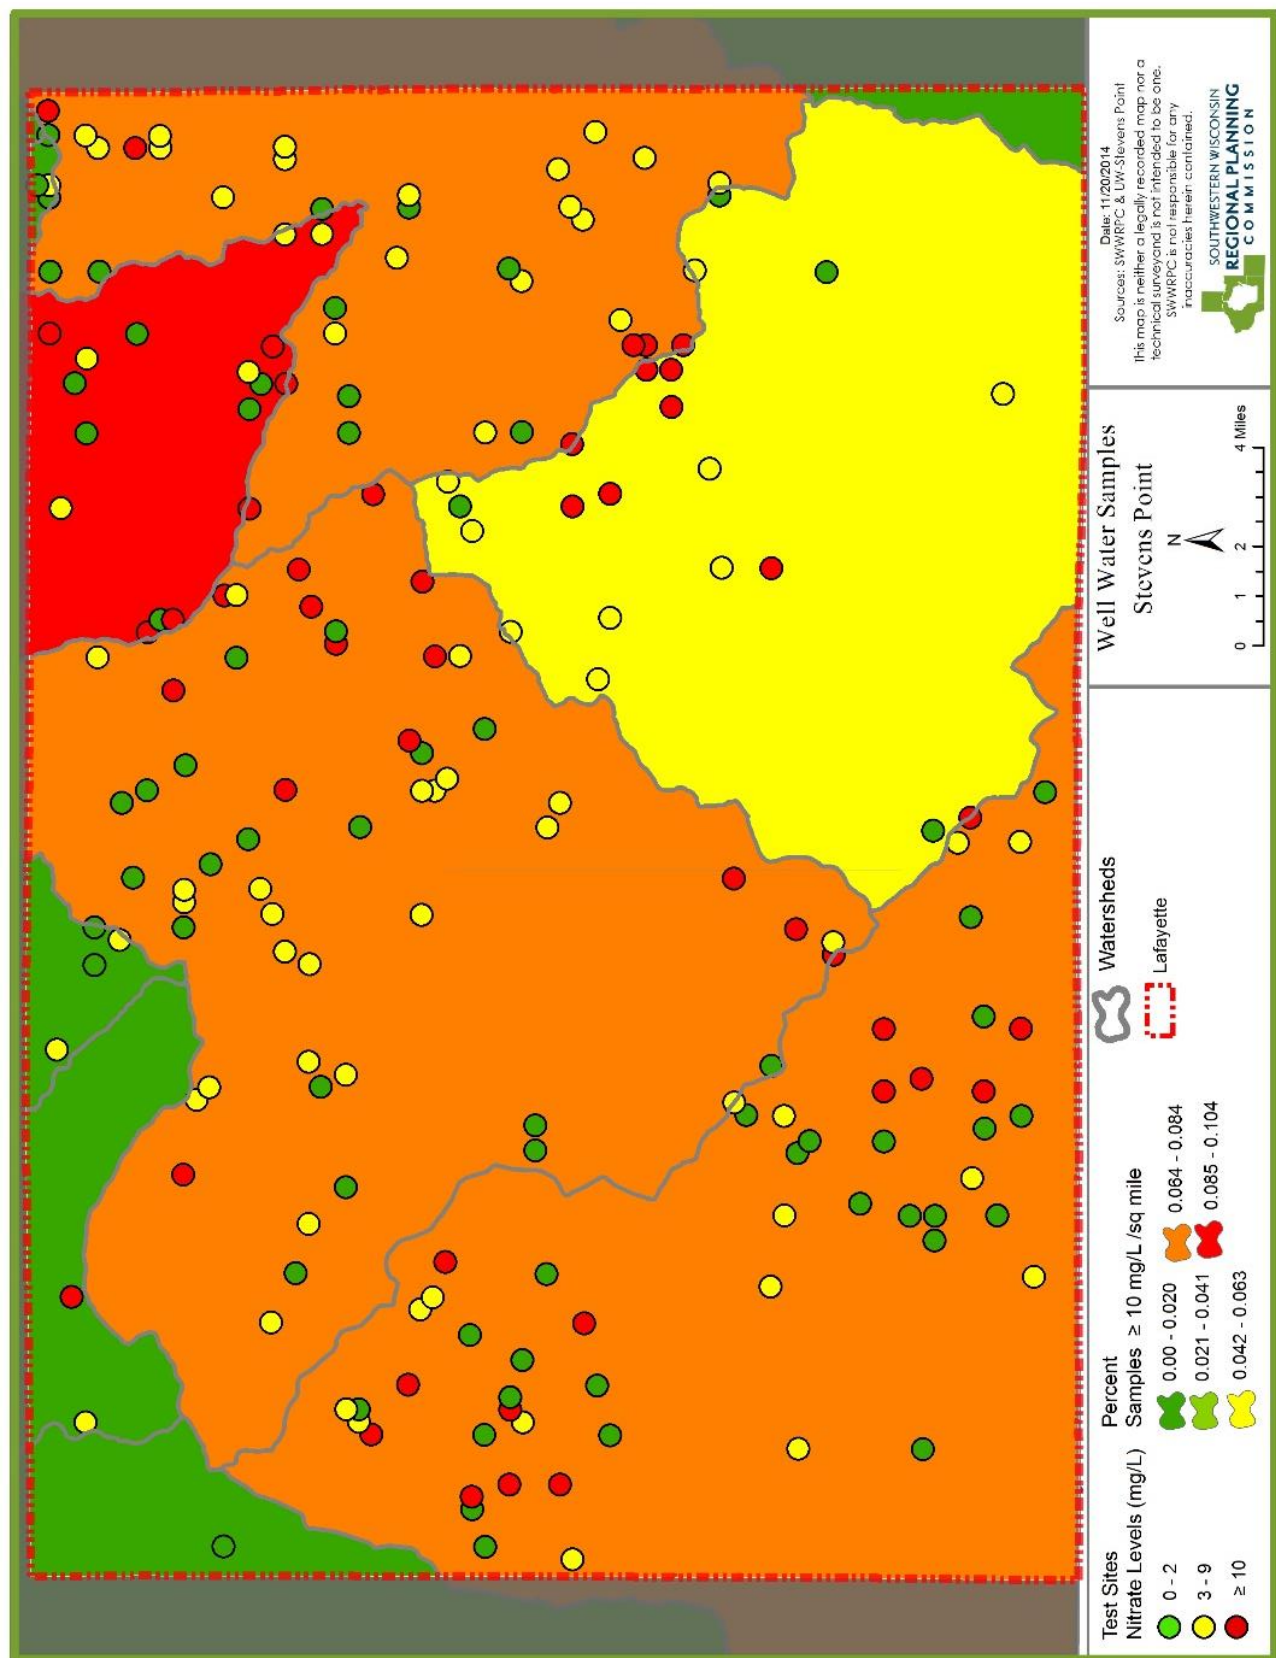 Test Sites
Nitrate Levels (mg/L)
0 - 2
3 - 9
≥ 10
Percent
Samples ≥ 10 mg/L /sq mile
0.00 - 0.020
0.021 - 0.041
0.042 - 0.063
0.064 - 0.084
0.085 - 0.104
Watersheds
Lafayette
Well Water Samples
Stevens Point
N
0 1 2 4 Miles
Date: 11/20/2014
Sources: SWWRPC & UW-Stevens Point
This map is neither a legally recorded map nor a
technical surveyand is not intended to be one.
SWWRPC is not responsible for any
inaccuracies herein contained.
SOUTHWESTERN WISCONSIN
REGIONAL PLANNING
COMMISSION